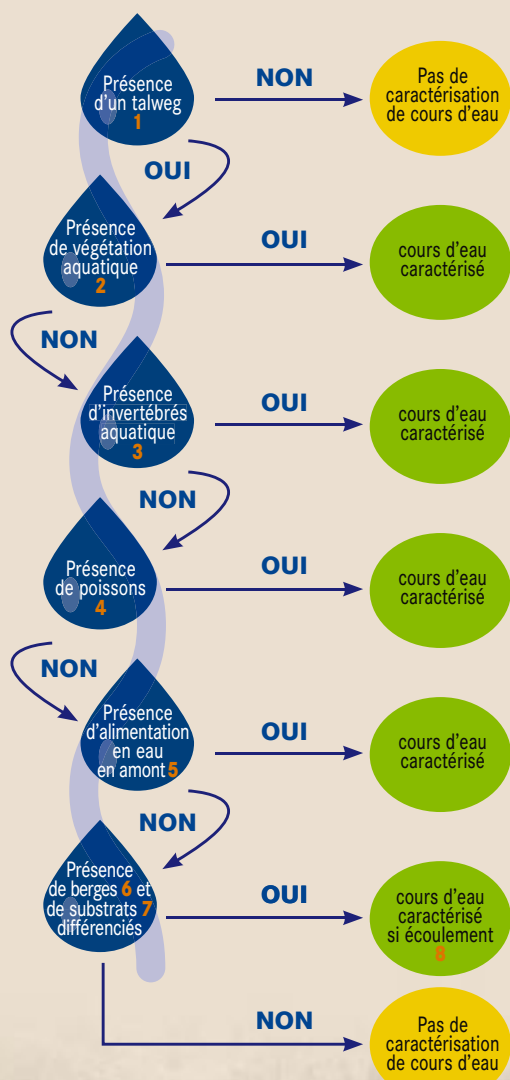 Présence
d'un talweg
1
NON
Pas de
caractérisation
de cours d'eau
OUI
Présence
de végétation
aquatique
2
OUI
cours d'eau
caractérisé
NON
Présence
d'invertébrés
aquatique
3
OUI
cours d'eau
caractérisé
NON
Présence
de poissons
4
OUI
cours d'eau
caractérisé
NON
Présence
d'alimentation
en eau
en amont 5
OUI
cours d'eau
caractérisé
NON
Présence
de berges 6 et
de substrats 7
différenciés
OUI
cours d'eau
caractérisé
si écoulement
8
NON
Pas de
caractérisation
de cours d'eau